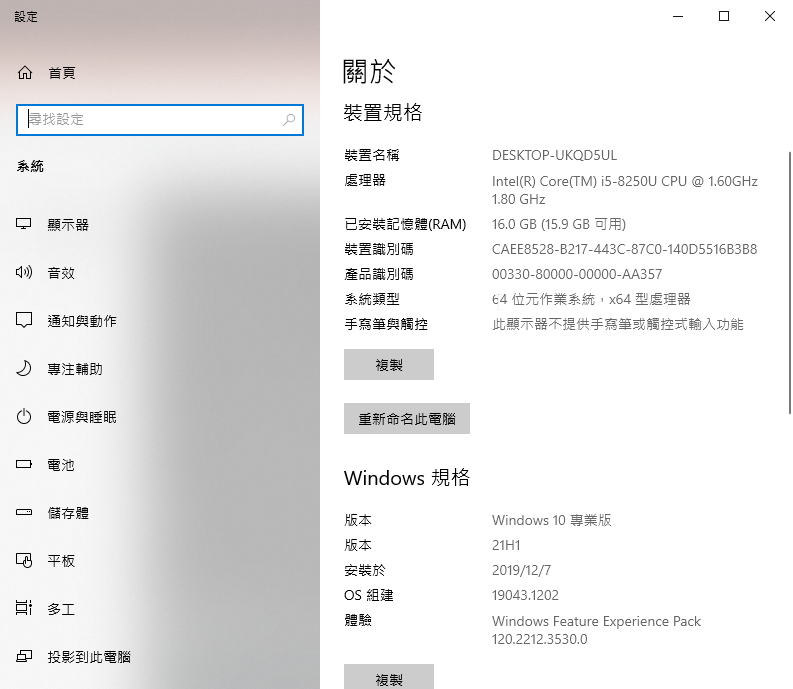 設定
首頁
尋找設定
系統
顯示器
音效
通知與動作
專注輔助
電源與睡眠
電池
儲存體
平板
多工
投影到此電腦
關於
裝置規格
裝置名稱 DESKTOP-UKQD5UL
處理器 Intel(R) Core(TM) i5-8250U CPU @ 1.60GHz
1.80 GHz
已安裝記憶體(RAM) 16.0 GB (15.9 GB 可用)
裝置識別碼 CAEE8528-B217-443C-87C0-140D5516B3B8
產品識別碼 00330-80000-00000-AA357
系統類型 64 位元作業系統，x64 型處理器
手寫筆與觸控 此顯示器不提供手寫筆或觸控式輸入功能
複製
重新命名此電腦
Windows 規格
版本 Windows 10 專業版
版本 21H1
安裝於 2019/12/7
OS 組建 19043.1202
體驗 Windows Feature Experience Pack
120.2212.3530.0
複製